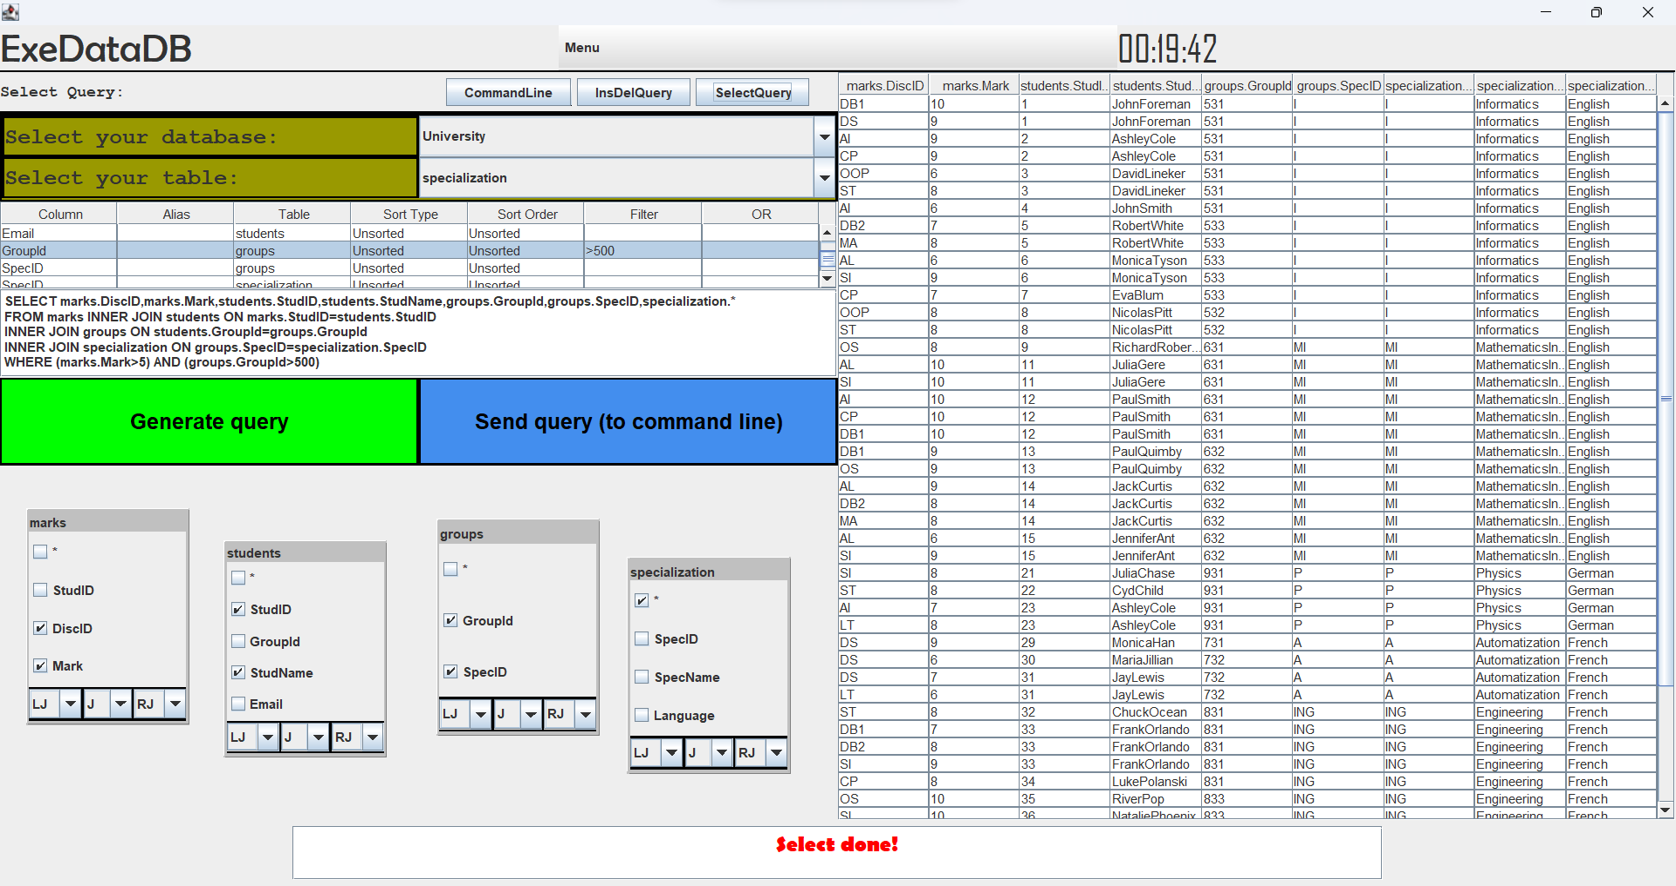 ExeDataDB
Menu
00:19:42
Select Query:
CommandLine
InsDelQuery
SelectQuery
Select your database:
University
Select your table:
specialization
Column Alias Table Sort Type Sort Order Filter OR
Email students Unsorted Unsorted
GroupId groups Unsorted Unsorted >500
SpecID groups Unsorted Unsorted
SpecID specialization Unsorted Unsorted
SELECT marks.DiscID,marks.Mark,students.StudID,students.StudName,groups.GroupId,groups.SpecID,specialization.*
FROM marks INNER JOIN students ON marks.StudID=students.StudID
INNER JOIN groups ON students.GroupId=groups.GroupId
INNER JOIN specialization ON groups.SpecID=specialization.SpecID
WHERE (marks.Mark>5) AND (groups.GroupId>500)
Generate query
Send query (to command line)
marks
*
StudID
DiscID
Mark
LJ J RJ
students
*
StudID
GroupId
StudName
Email
LJ J RJ
groups
*
GroupId
SpecID
LJ J RJ
specialization
*
SpecID
SpecName
Language
LJ J RJ
marks.DiscID marks.Mark students.StudI... students.Stud... groups.GroupId groups.SpecID specialization... specialization... specialization...
DB1 10 1 JohnForeman 531 I I Informatics English
DS 9 1 JohnForeman 531 I I Informatics English
AI 9 2 AshleyCole 531 I I Informatics English
CP 9 2 AshleyCole 531 I I Informatics English
OOP 6 3 DavidLineker 531 I I Informatics English
ST 8 3 DavidLineker 531 I I Informatics English
AI 6 4 JohnSmith 531 I I Informatics English
DB2 7 5 RobertWhite 533 I I Informatics English
MA 8 5 RobertWhite 533 I I Informatics English
AL 6 6 MonicaTyson 533 I I Informatics English
SI 9 6 MonicaTyson 533 I I Informatics English
CP 7 7 EvaBlum 533 I I Informatics English
OOP 8 8 NicolasPitt 532 I I Informatics English
ST 8 8 NicolasPitt 532 I I Informatics English
OS 8 9 RichardRober... 631 MI MI MathematicsIn... English
AL 10 11 JuliaGere 631 MI MI MathematicsIn... English
SI 10 11 JuliaGere 631 MI MI MathematicsIn... English
AI 10 12 PaulSmith 631 MI MI MathematicsIn... English
CP 10 12 PaulSmith 631 MI MI MathematicsIn... English
DB1 10 12 PaulSmith 631 MI MI MathematicsIn... English
DB1 9 13 PaulQuimby 632 MI MI MathematicsIn... English
OS 9 13 PaulQuimby 632 MI MI MathematicsIn... English
AL 9 14 JackCurtis 632 MI MI MathematicsIn... English
DB2 8 14 JackCurtis 632 MI MI MathematicsIn... English
MA 8 14 JackCurtis 632 MI MI MathematicsIn... English
AL 6 15 JenniferAnt 632 MI MI MathematicsIn... English
SI 9 15 JenniferAnt 632 MI MI MathematicsIn... English
SI 8 21 JuliaChase 931 P P Physics German
ST 8 22 CydChild 931 P P Physics German
AI 7 23 AshleyCole 931 P P Physics German
LT 8 23 AshleyCole 931 P P Physics German
DS 9 29 MonicaHan 731 A A Automatization French
DS 6 30 MariaJillian 732 A A Automatization French
DS 7 31 JayLewis 732 A A Automatization French
LT 6 31 JayLewis 732 A A Automatization French
ST 8 32 ChuckOcean 831 ING ING Engineering French
DB1 7 33 FrankOrlando 831 ING ING Engineering French
DB2 8 33 FrankOrlando 831 ING ING Engineering French
SI 9 33 FrankOrlando 831 ING ING Engineering French
CP 8 34 LukePolanski 831 ING ING Engineering French
OS 10 35 RiverPop 833 ING ING Engineering French
SI 10 36 NataliePhoenix 833 ING ING Engineering French
Select done!